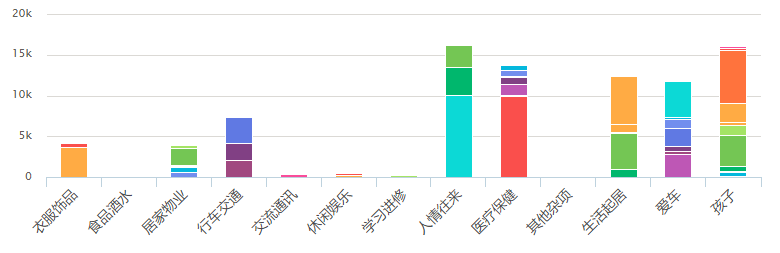 20k
15k
10k
5k
0
衣服饰品
食品酒水
居家物业
行车交通
交流通讯
休闲娱乐
学习进修
人情往来
医疗保健
其他杂项
生活起居
爱车
孩子